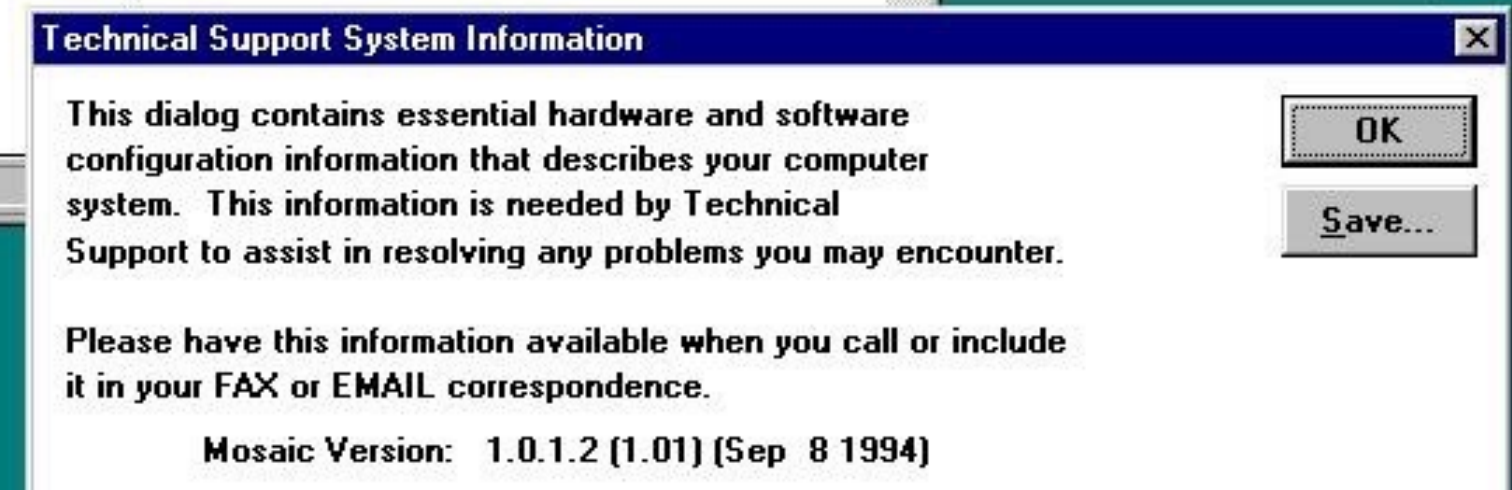 Technical Support System Information
This dialog contains essential hardware and software
configuration information that describes your computer
system.  This information is needed by Technical
Support to assist in resolving any problems you may encounter.
Please have this information available when you call or include
it in your FAX or EMAIL correspondence.
Mosaic Version:   1.0.1.2 (1.01) (Sep  8 1994)
OK
Save...